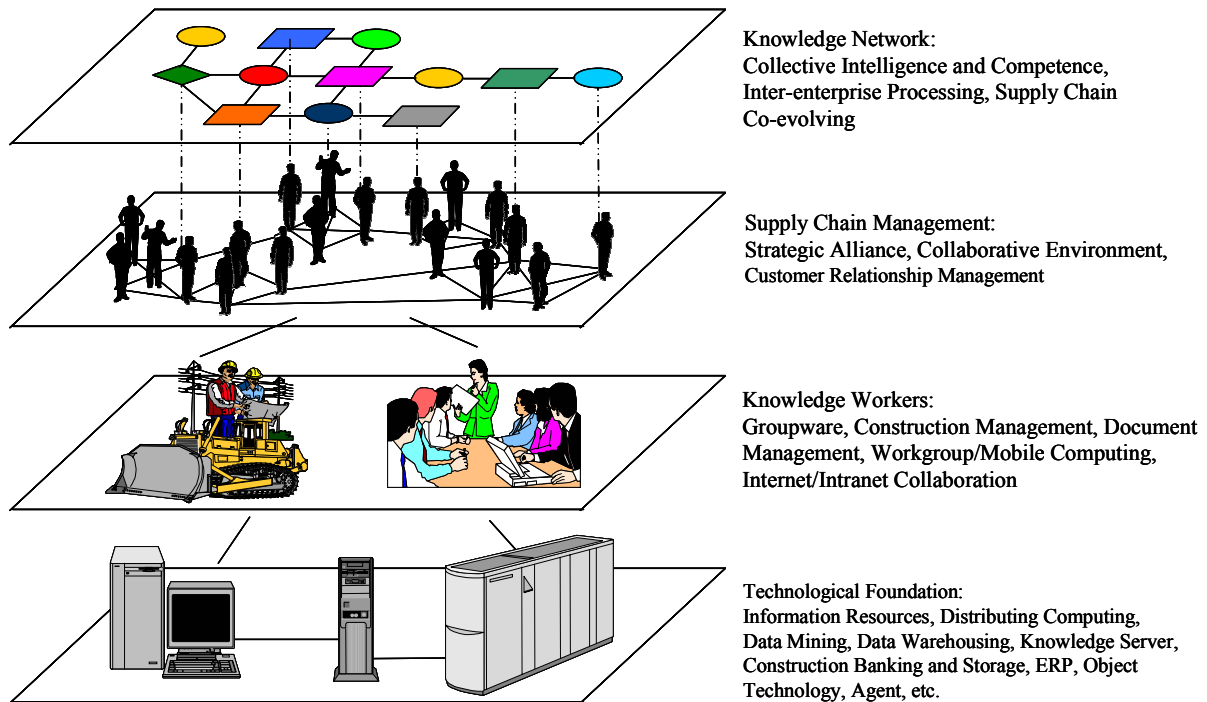 Knowledge Network:
Collective Intelligence and Competence,
Inter-enterprise Processing, Supply Chain
Co-evolving
Supply Chain Management:
Strategic Alliance, Collaborative Environment,
Customer Relationship Management
Knowledge Workers:
Groupware, Construction Management, Document
Management, Workgroup/Mobile Computing,
Internet/Intranet Collaboration
Technological Foundation:
Information Resources, Distributing Computing,
Data Mining, Data Warehousing, Knowledge Server,
Construction Banking and Storage, ERP, Object
Technology, Agent, etc.